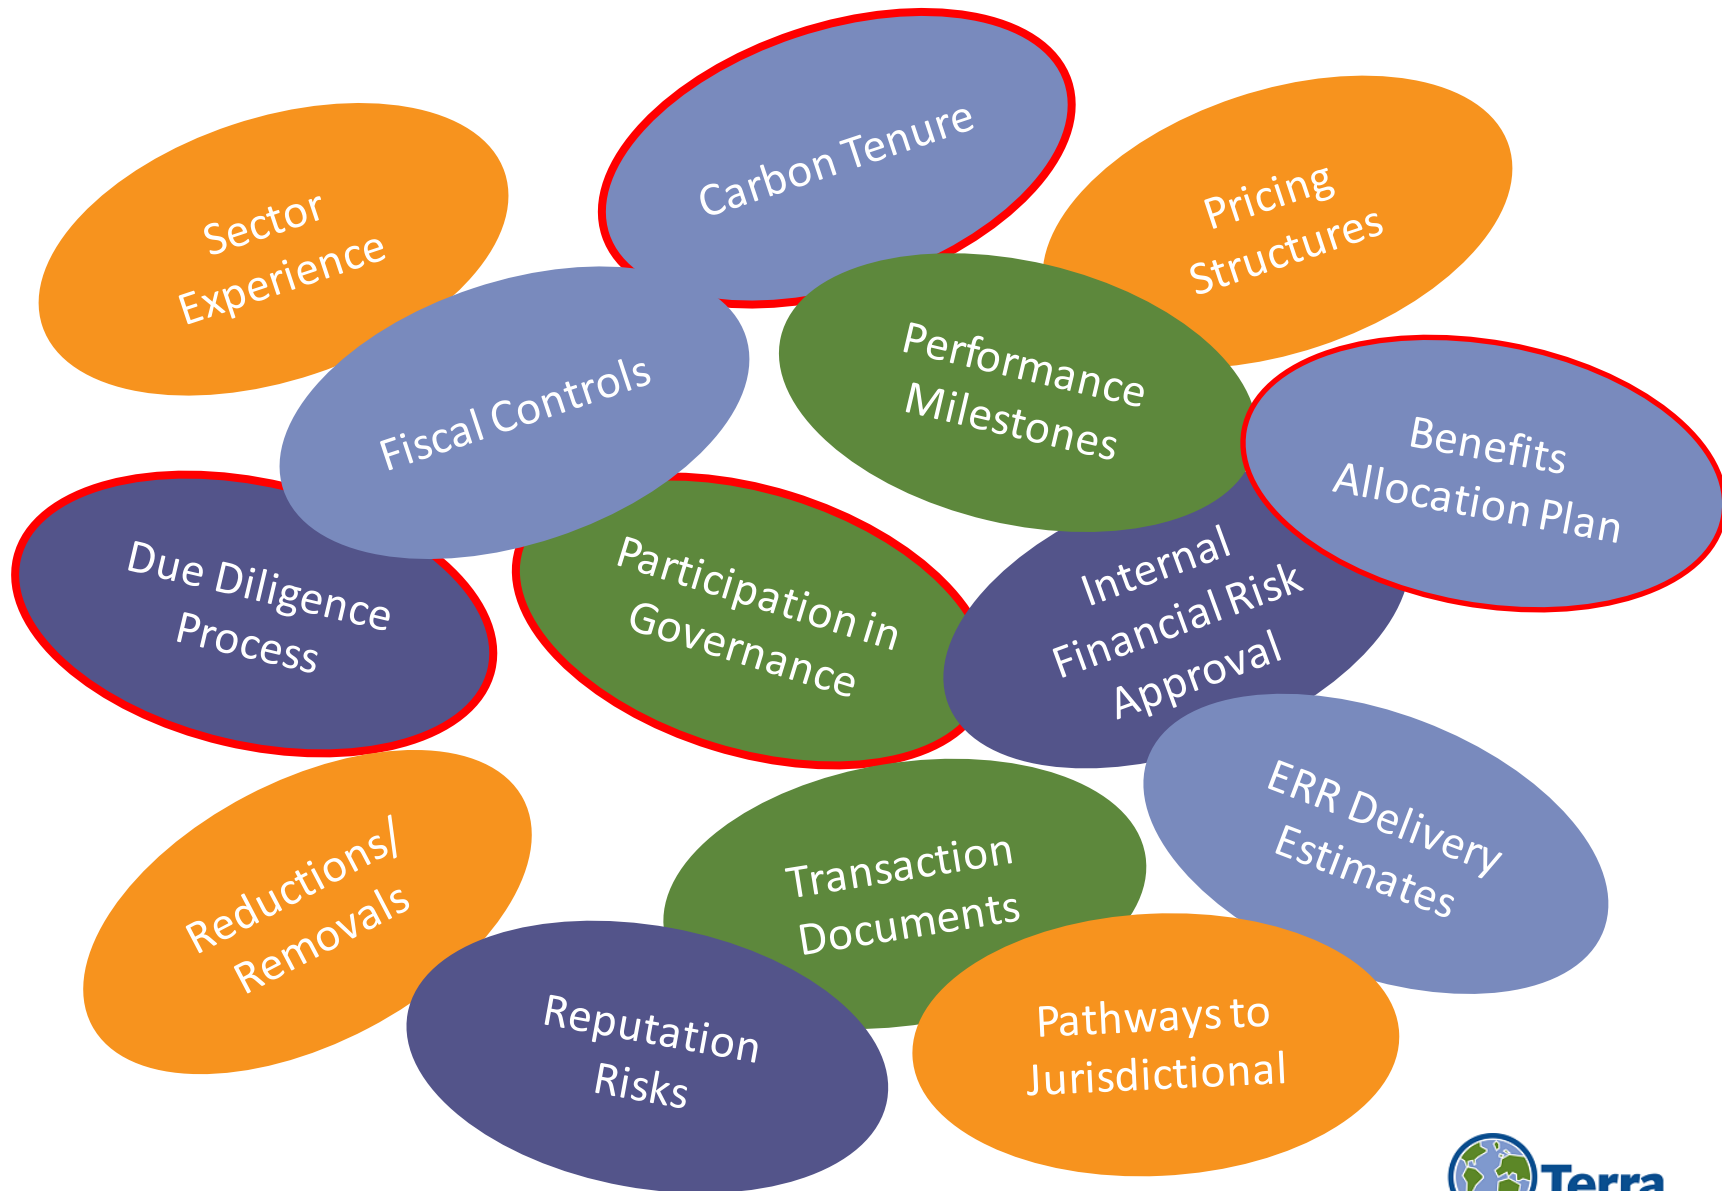 Carbon Tenure
Sector
Experience
Pricing
Structures
Performance
Milestones
Fiscal Controls
Benefits
Allocation Plan
Due Diligence
Process
Participation in
Governance
Internal
Financial Risk
Approval
ERR Delivery
Estimates
Reductions/
Removals
Transaction
Documents
Reputation
Risks
Pathways to
Jurisdictional
Terra